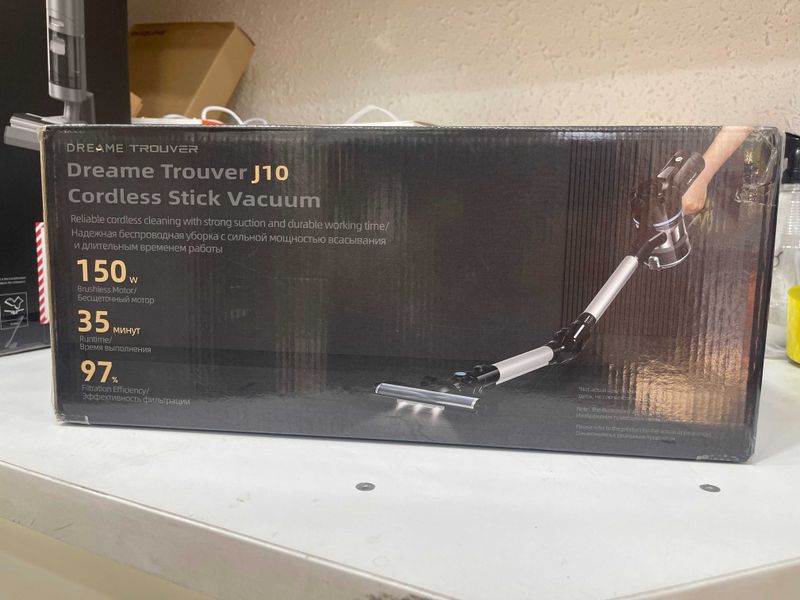 DREAME TROUVER
Dreame Trouver J10
Cordless Stick Vacuum
Reliable cordless cleaning with strong suction and durable working time/
Надежная беспроводная уборка с сильной мощностью всасывания
и длительным временем работы
150 W
Brushless Motor/
Бесщеточный мотор
35 минут
Runtime/
Время выполнения
97%
Filtration Efficiency/
Эффективность фильтрации